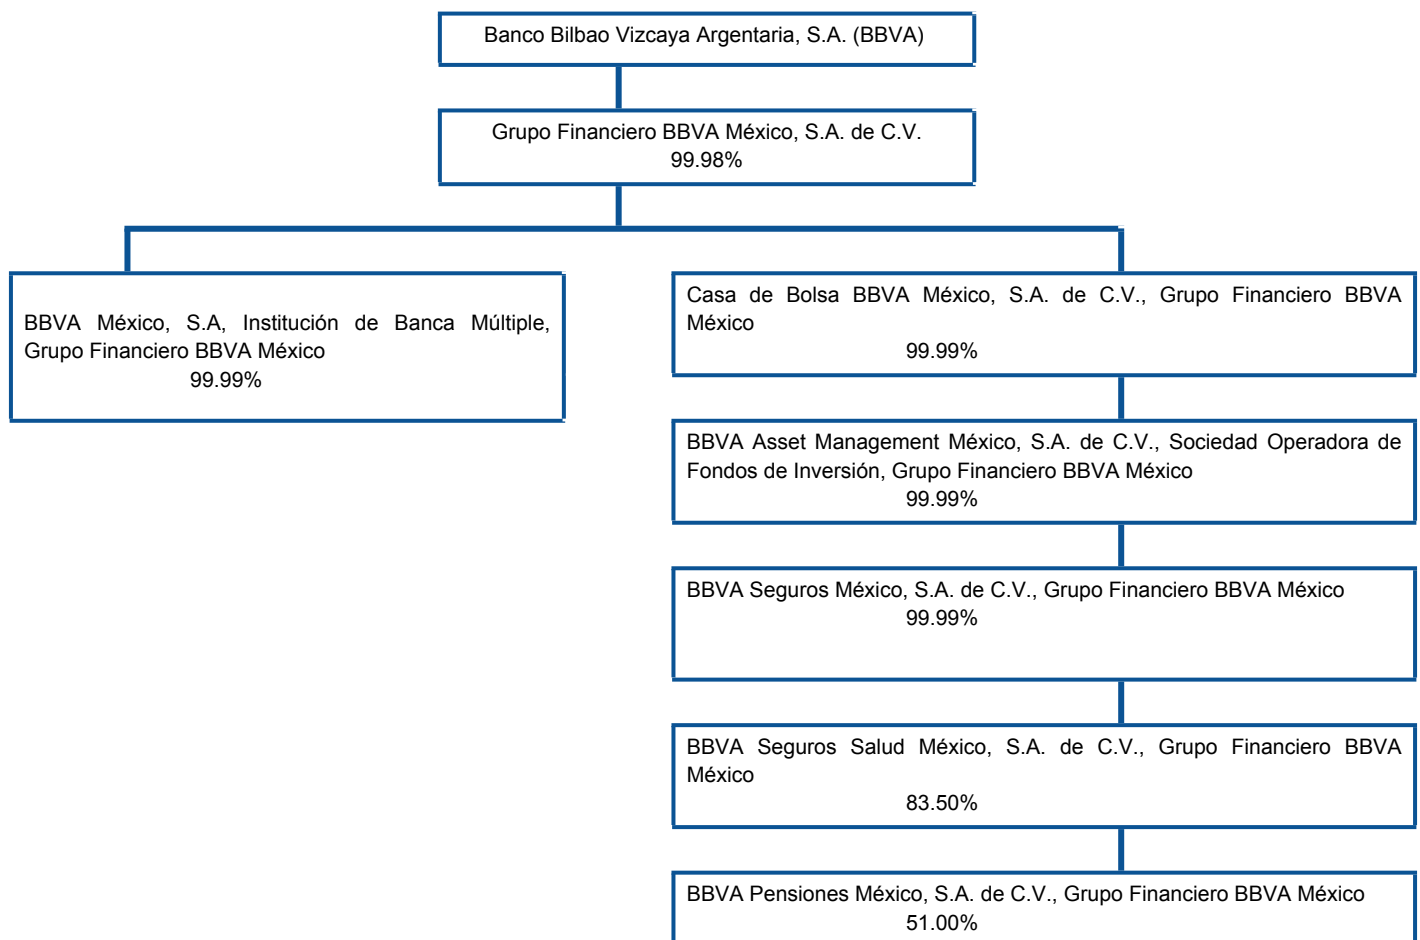 Banco Bilbao Vizcaya Argentaria, S.A. (BBVA)
Grupo Financiero BBVA México, S.A. de C.V.
99.98%
BBVA México, S.A, Institución de Banca Múltiple,
Grupo Financiero BBVA México
99.99%
Casa de Bolsa BBVA México, S.A. de C.V., Grupo Financiero BBVA
México
99.99%
BBVA Asset Management México, S.A. de C.V., Sociedad Operadora de
Fondos de Inversión, Grupo Financiero BBVA México
99.99%
BBVA Seguros México, S.A. de C.V., Grupo Financiero BBVA México
99.99%
BBVA Seguros Salud México, S.A. de C.V., Grupo Financiero BBVA
México
83.50%
BBVA Pensiones México, S.A. de C.V., Grupo Financiero BBVA México
51.00%